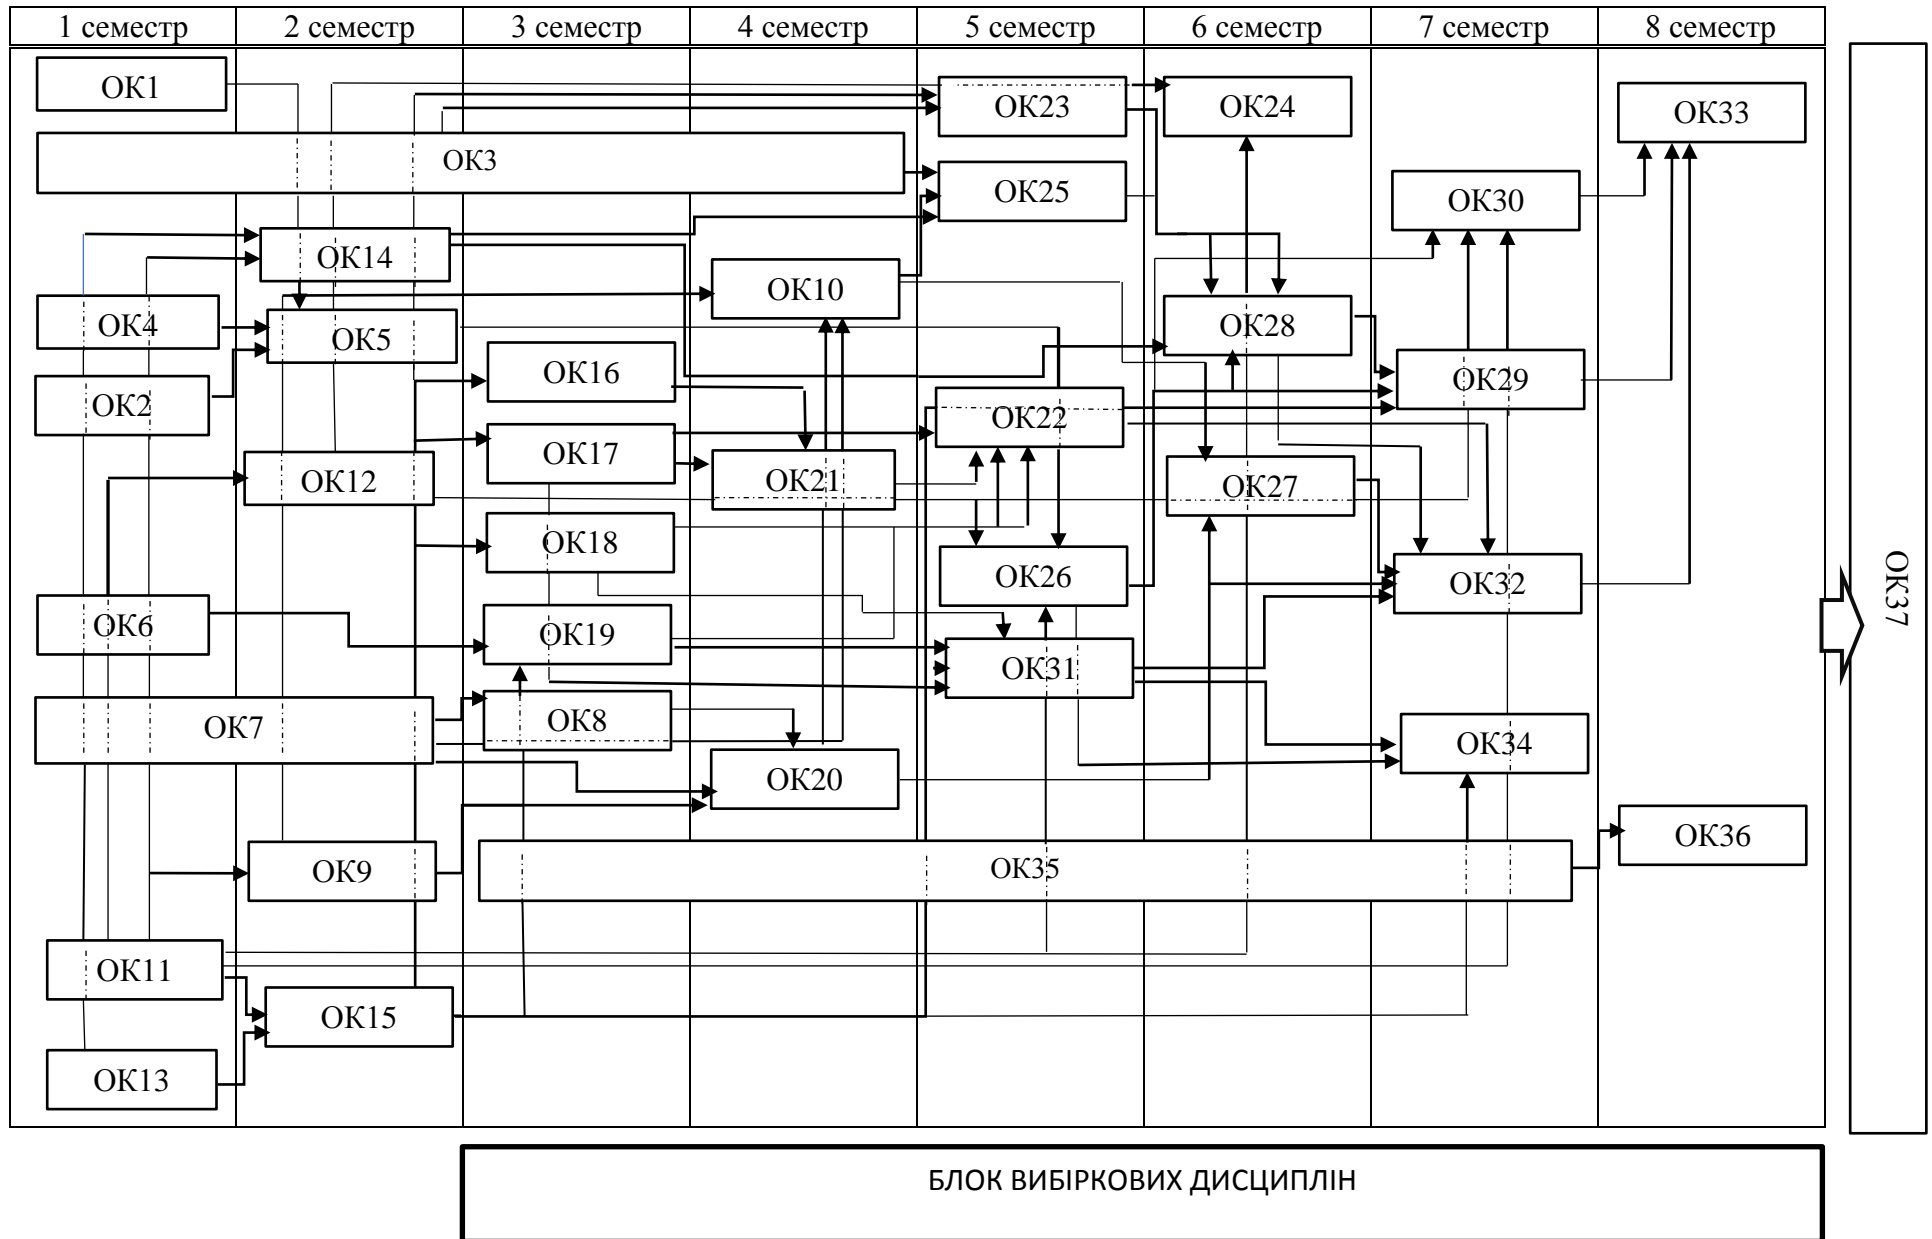 1 семестр
2 семестр
3 семестр
4 семестр
5 семестр
6 семестр
7 семестр
8 семестр
ОК1
ОК23
ОК24
ОК33
ОК3
ОК25
ОК30
ОК14
ОК10
ОК4
ОК5
ОК28
ОК16
ОК29
ОК2
ОК22
ОК17
ОК12
ОК21
ОК27
ОК18
ОК26
ОК32
ОК37
ОК6
ОК19
ОК31
ОК7
ОК8
ОК34
ОК20
ОК36
ОК9
ОК35
ОК11
ОК15
ОК13
БЛОК ВИБІРКОВИХ ДИСЦИПЛІН